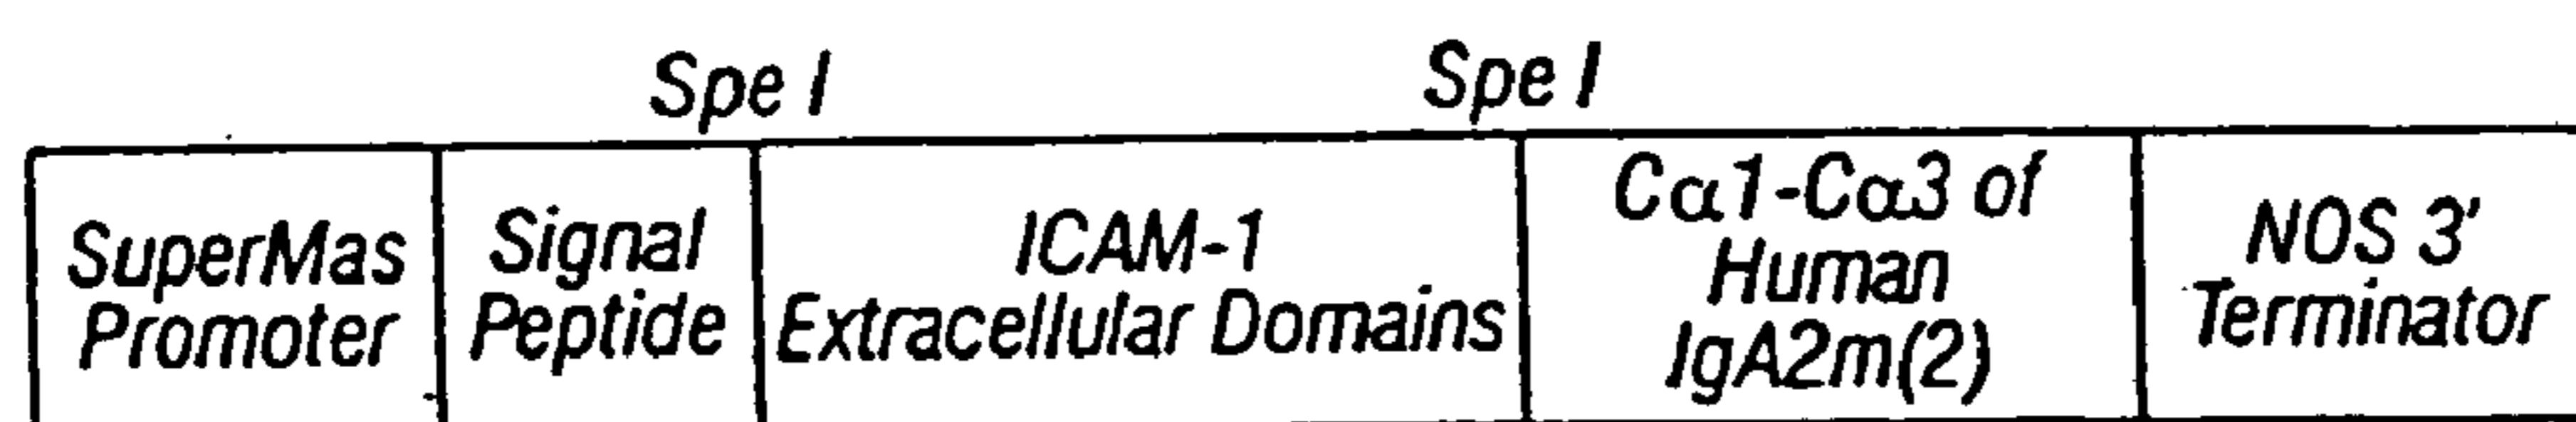 Spe I
Spe I
SuperMas
Promoter
Signal
Peptide
ICAM-1
Extracellular Domains
Cα1-Cα3 of
Human
IgA2m(2)
NOS 3'
Terminator